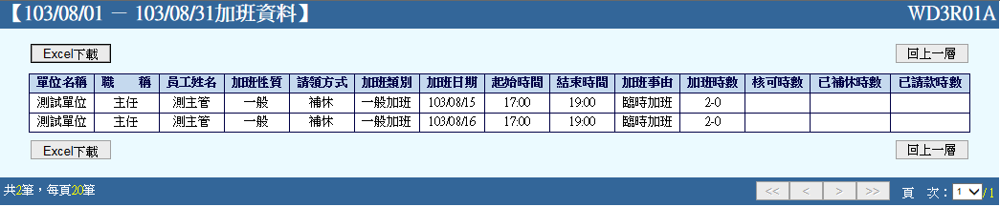 【103/08/01 － 103/08/31加班資料】 WD3R01A
Excel下載 回上一層
單位名稱 職　稱 員工姓名 加班性質 請領方式 加班類別 加班日期 起始時間 結束時間 加班事由 加班時數 核可時數 已補休時數 已請款時數
測試單位 主任 測主管 一般 補休 一般加班 103/08/15 17:00 19:00 臨時加班 2-0
測試單位 主任 測主管 一般 補休 一般加班 103/08/16 17:00 19:00 臨時加班 2-0
Excel下載 回上一層
共2筆，每頁20筆 << < > >> 頁　次：1 / 1